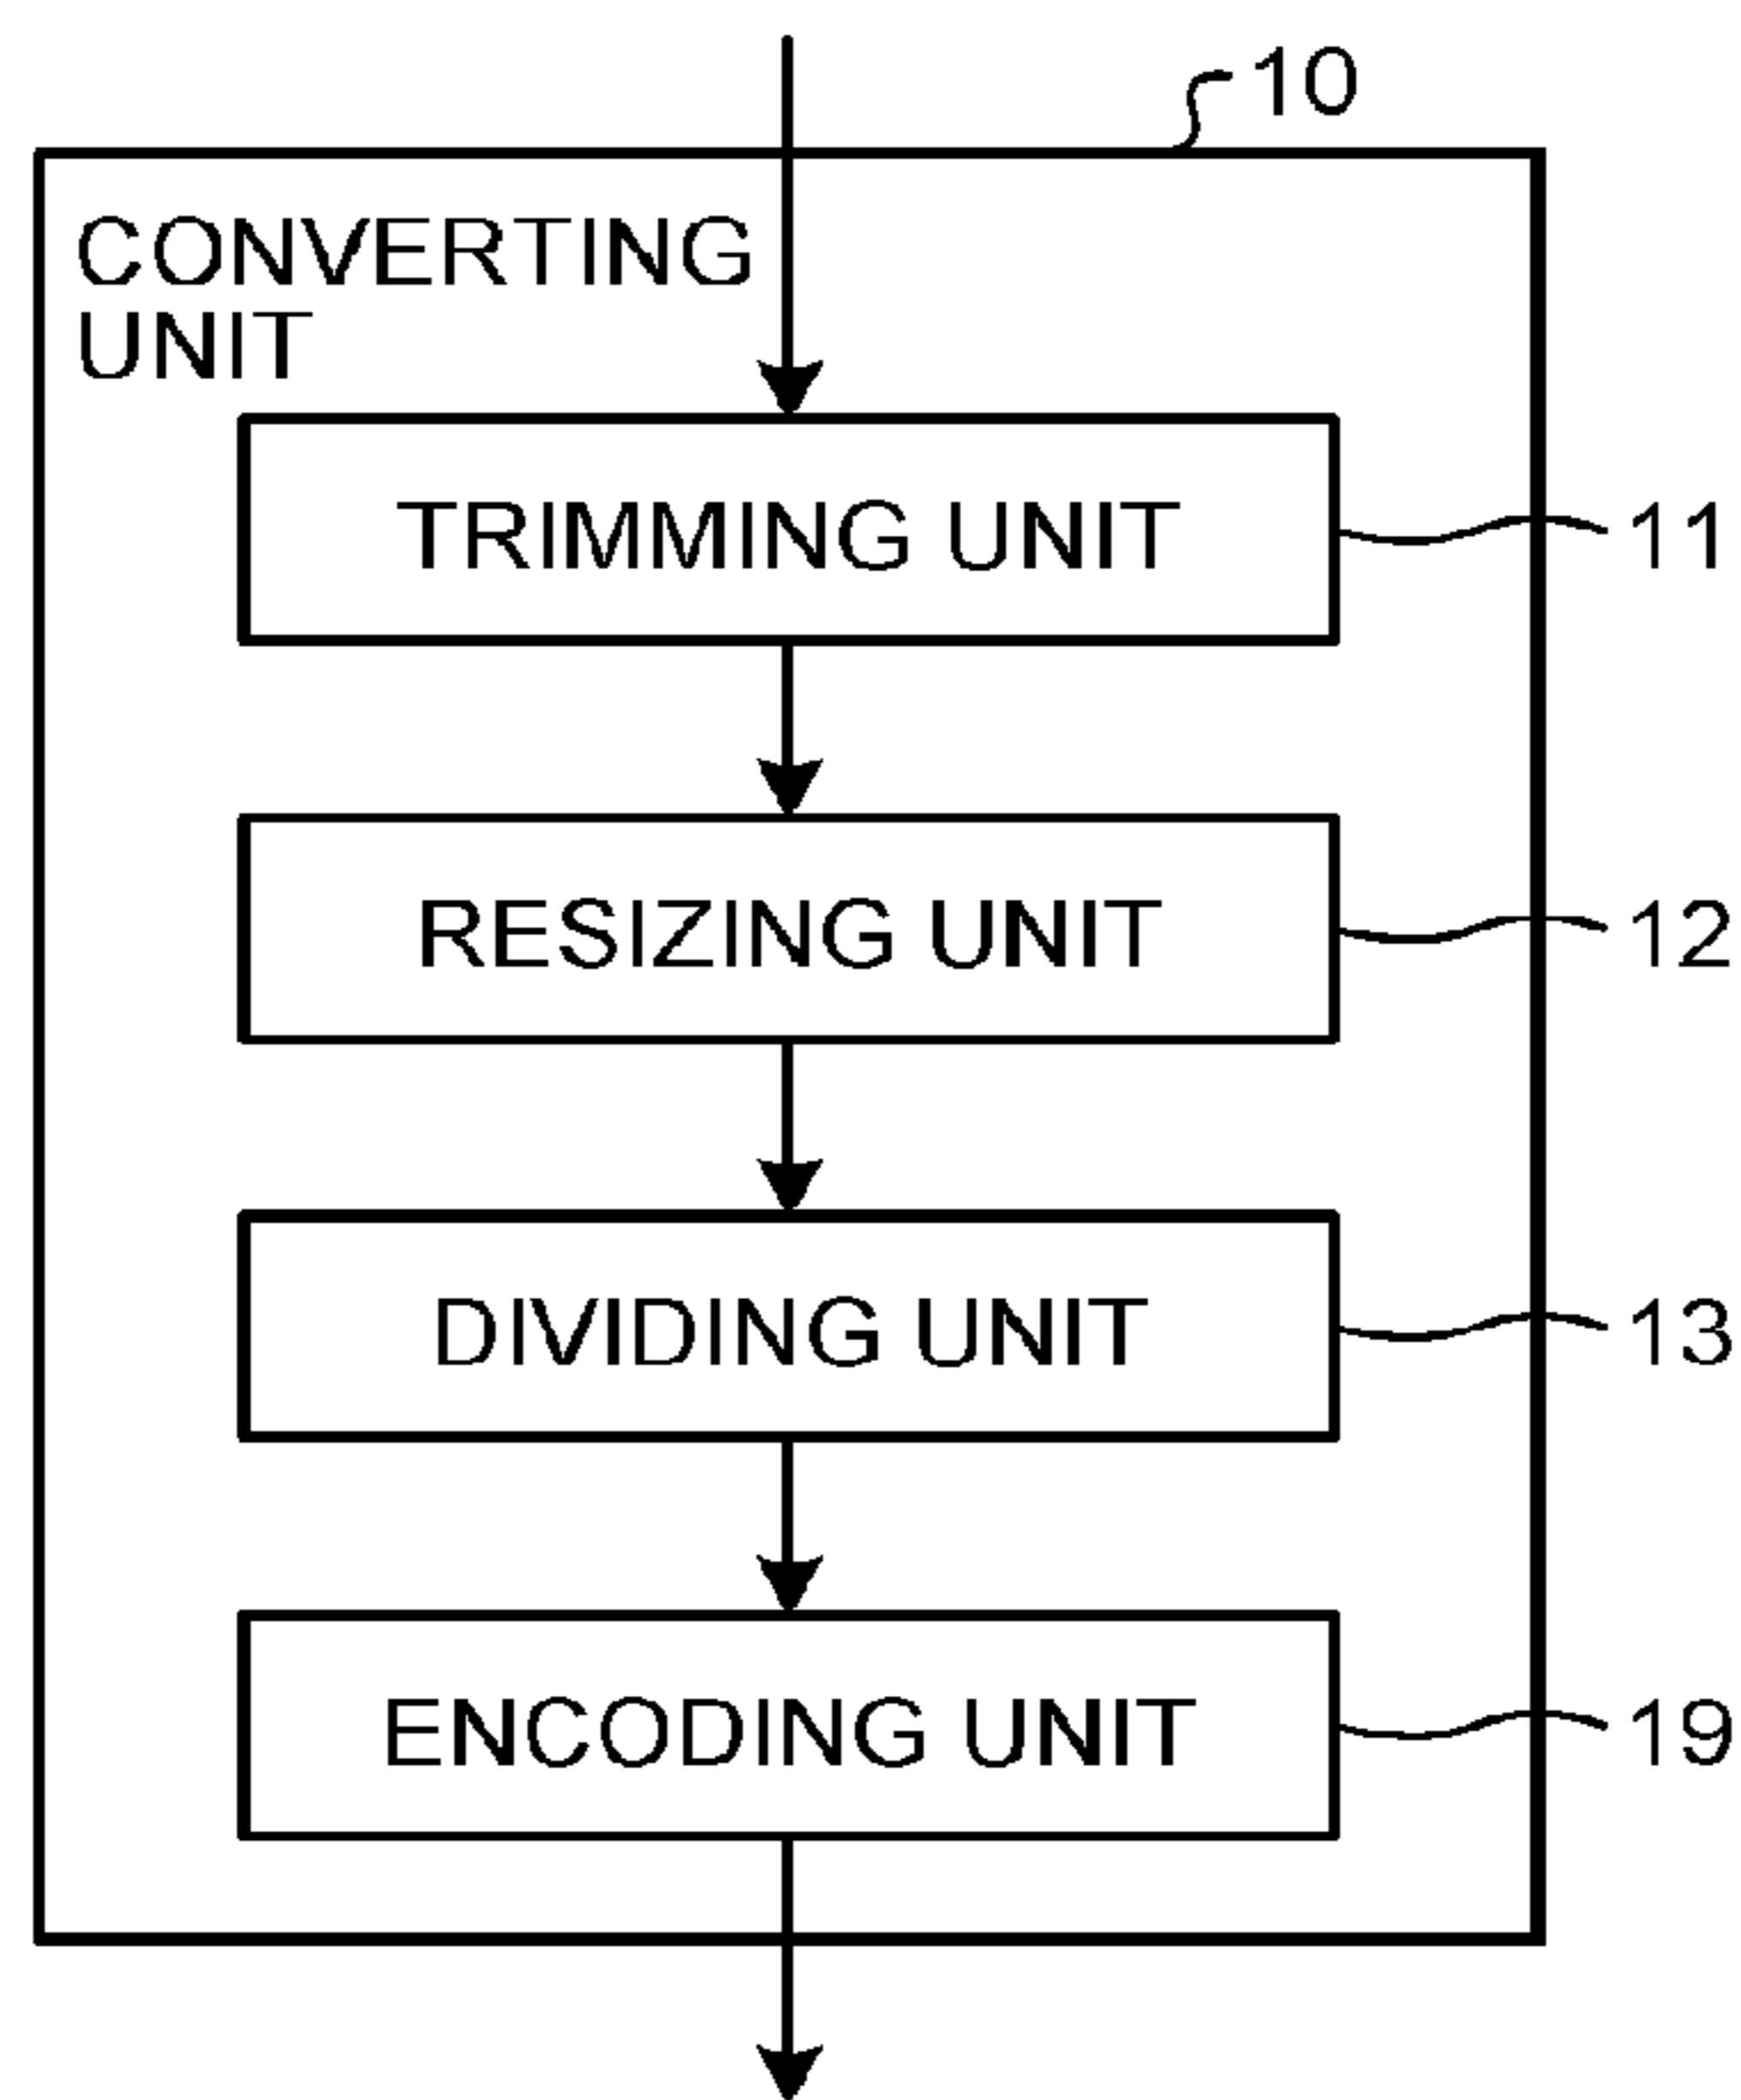 10
CONVERTING
UNIT
TRIMMING UNIT
11
RESIZING UNIT
12
DIVIDING UNIT
13
ENCODING UNIT
19